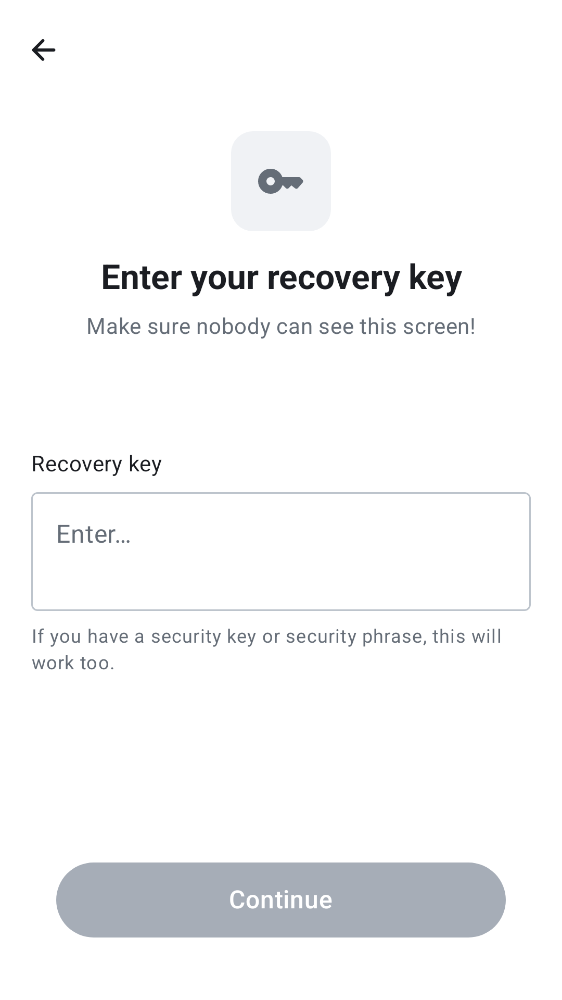 Enter your recovery key
Make sure nobody can see this screen!
Recovery key
Enter...
If you have a security key or security phrase, this will
work too.
Continue